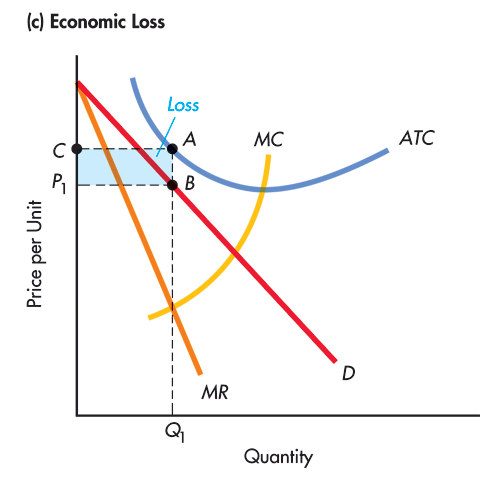 (c) Economic Loss
Loss
A
MC
ATC
C
P1
B
Price per Unit
D
MR
Q1
Quantity